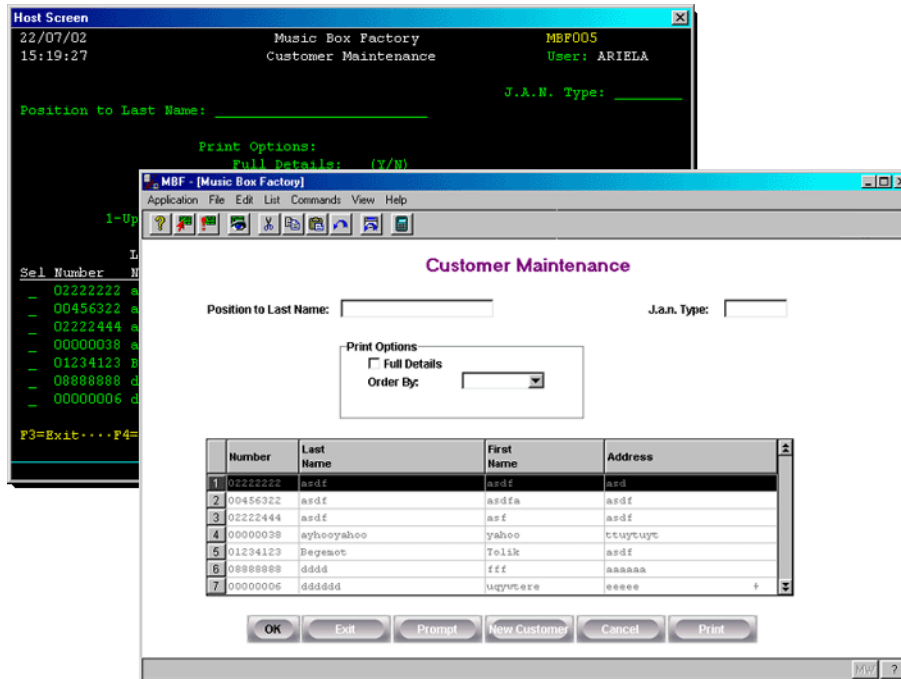 Host Screen
22/07/02 Music Box Factory MBF005
15:19:27 Customer Maintenance User: ARIELA
J.A.N. Type:
Position to Last Name:
Print Options:
Full Details: (Y/N)
1-Up
L
Sel Number N
02222222 a
00456322 a
02222444 a
00000038 a
01234123 B
08888888 d
00000006 d
F3=Exit····F4=
MBF - [Music Box Factory]
Application File Edit List Commands View Help
Customer Maintenance
Position to Last Name: J.a.n. Type:
Print Options
Full Details
Order By:
Number Last Name First Name Address
1 02222222 asdf asdf asd
2 00456322 asdf asdfa asdf
3 02222444 asdf asf asdf
4 00000038 ayhooyahoo yahoo ttuytuyt
5 01234123 Begemot Tolik asdf
6 08888888 dddd fff aaaaaa
7 00000006 dddddd uqywtere eeeee +
OK Exit Prompt New Customer Cancel Print
MW ?